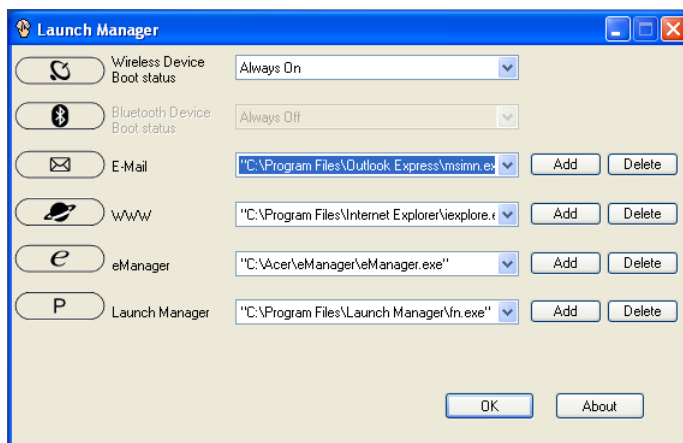 Launch Manager
Wireless Device
Boot status
Always On
Bluetooth Device
Boot status
Always Off
E-Mail
"C:\Program Files\Outlook Express\msimn.ex
Add
Delete
WWW
"C:\Program Files\Internet Explorer\iexplore.e
Add
Delete
e
eManager
"C:\Acer\eManager\eManager.exe"
Add
Delete
P
Launch Manager
"C:\Program Files\Launch Manager\fn.exe"
Add
Delete
OK
About